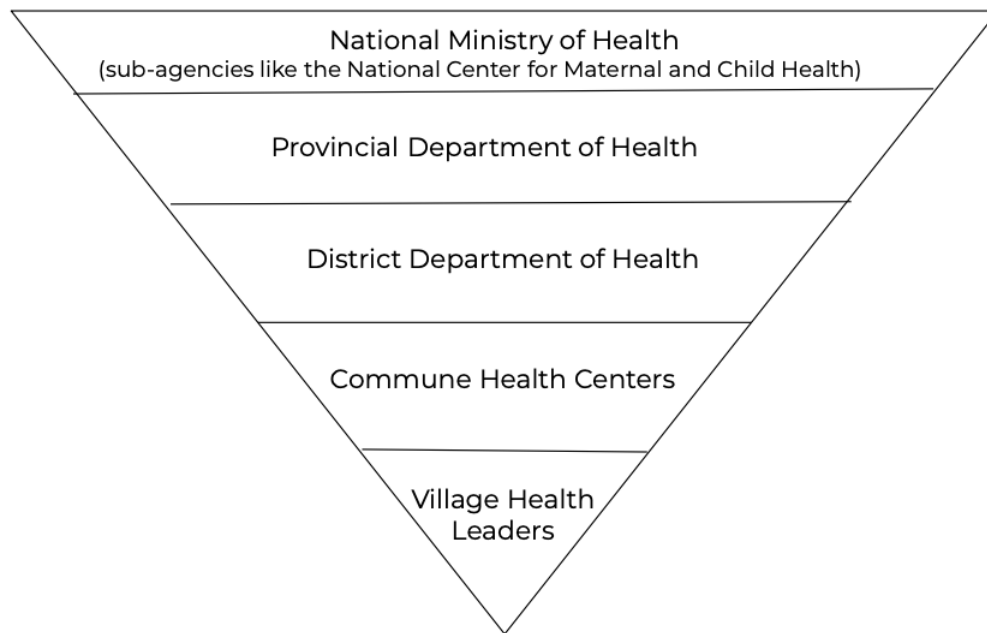 National Ministry of Health
(sub-agencies like the National Center for Maternal and Child Health)
Provincial Department of Health
District Department of Health
Commune Health Centers
Village Health
Leaders